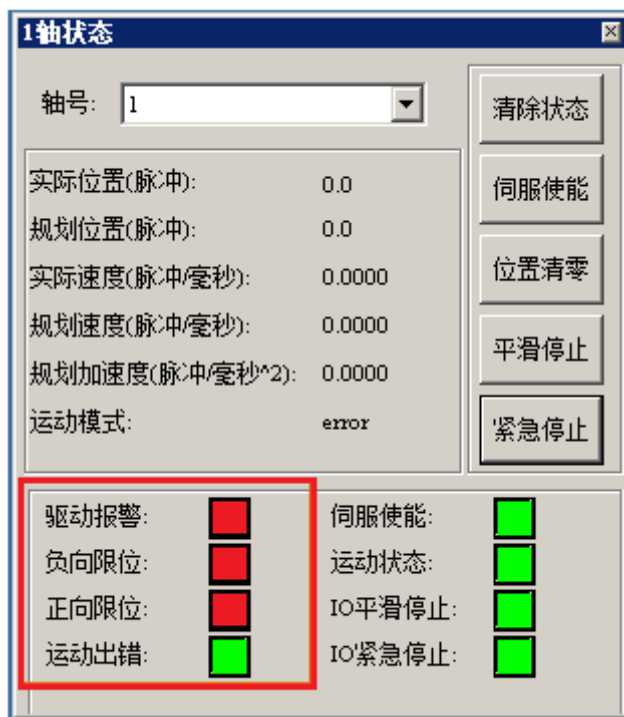 1轴状态
轴号: 1
清除状态
伺服使能
位置清零
平滑停止
紧急停止
实际位置(脉冲): 0.0
规划位置(脉冲): 0.0
实际速度(脉冲/毫秒): 0.0000
规划速度(脉冲/毫秒): 0.0000
规划加速度(脉冲/毫秒^2): 0.0000
运动模式: error
驱动报警:
负向限位:
正向限位:
运动出错:
伺服使能:
运动状态:
IO平滑停止:
IO紧急停止: